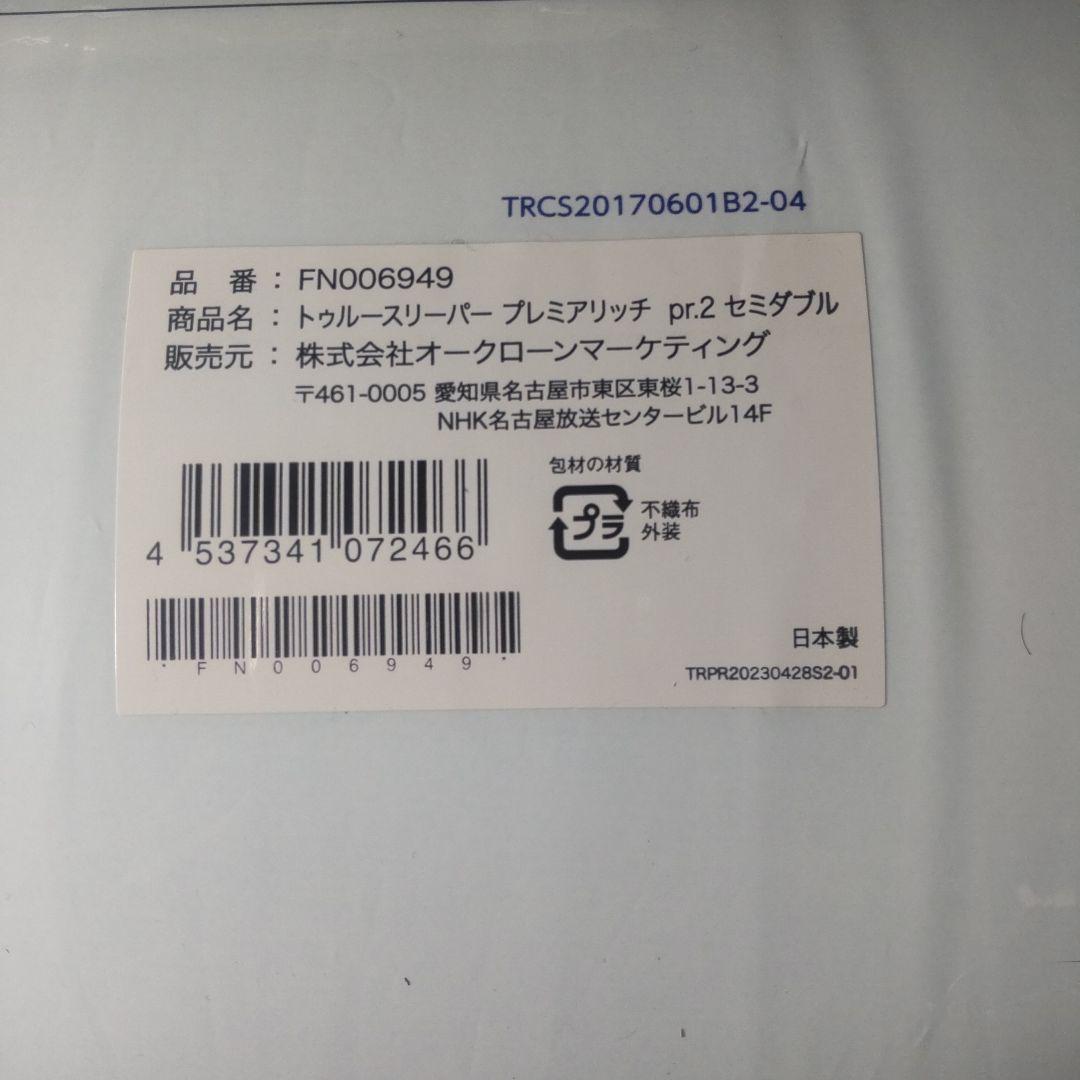 TRCS20170601B2-04
品　番：FN006949
商品名：トゥルースリーパー プレミアリッチ pr.2 セミダブル
販売元：株式会社オークローンマーケティング
〒461-0005 愛知県名古屋市東区東桜1-13-3
NHK名古屋放送センタービル14F
包材の材質
プラ
不織布
外装
4 537341 072466
*FN006949*
日本製
TRPR20230428S2-01